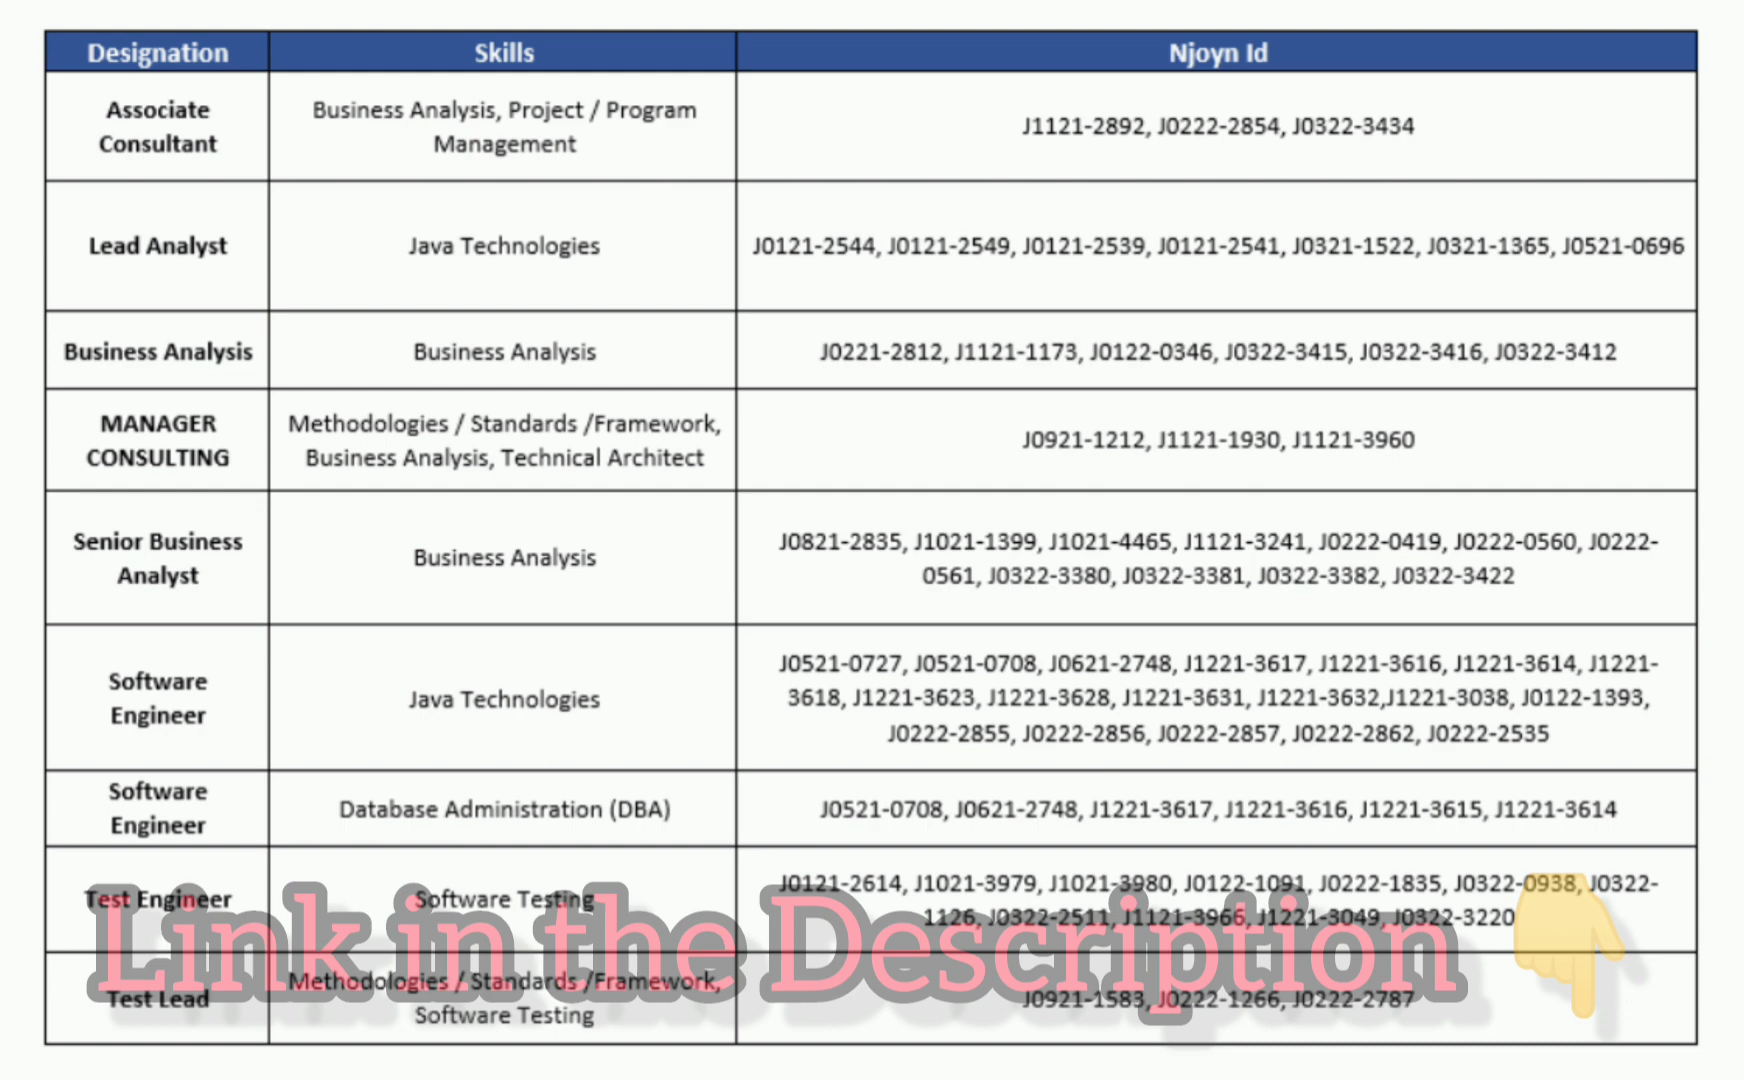 Designation Skills Njoyn Id
Associate
Consultant
Business Analysis, Project / Program
Management
J1121-2892, J0222-2854, J0322-3434
Lead Analyst
Java Technologies
J0121-2544, J0121-2549, J0121-2539, J0121-2541, J0321-1522, J0321-1365, J0521-0696
Business Analysis
Business Analysis
J0221-2812, J1121-1173, J0122-0346, J0322-3415, J0322-3416, J0322-3412
MANAGER
CONSULTING
Methodologies / Standards /Framework,
Business Analysis, Technical Architect
J0921-1212, J1121-1930, J1121-3960
Senior Business
Analyst
Business Analysis
J0821-2835, J1021-1399, J1021-4465, J1121-3241, J0222-0419, J0222-0560, J0222-
0561, J0322-3380, J0322-3381, J0322-3382, J0322-3422
Software
Engineer
Java Technologies
J0521-0727, J0521-0708, J0621-2748, J1221-3617, J1221-3616, J1221-3614, J1221-
3618, J1221-3623, J1221-3628, J1221-3631, J1221-3632,J1221-3038, J0122-1393,
J0222-2855, J0222-2856, J0222-2857, J0222-2862, J0222-2535
Software
Engineer
Database Administration (DBA)
J0521-0708, J0621-2748, J1221-3617, J1221-3616, J1221-3615, J1221-3614
Test Engineer
Software Testing
J0121-2614, J1021-3979, J1021-3980, J0122-1091, J0222-1835, J0322-0938, J0322-
1126, J0322-2511, J1121-3966, J1221-3049, J0322-3220
Link in the Description
Test Lead
Methodologies / Standards /Framework,
Software Testing
J0921-1583, J0222-1266, J0222-2787